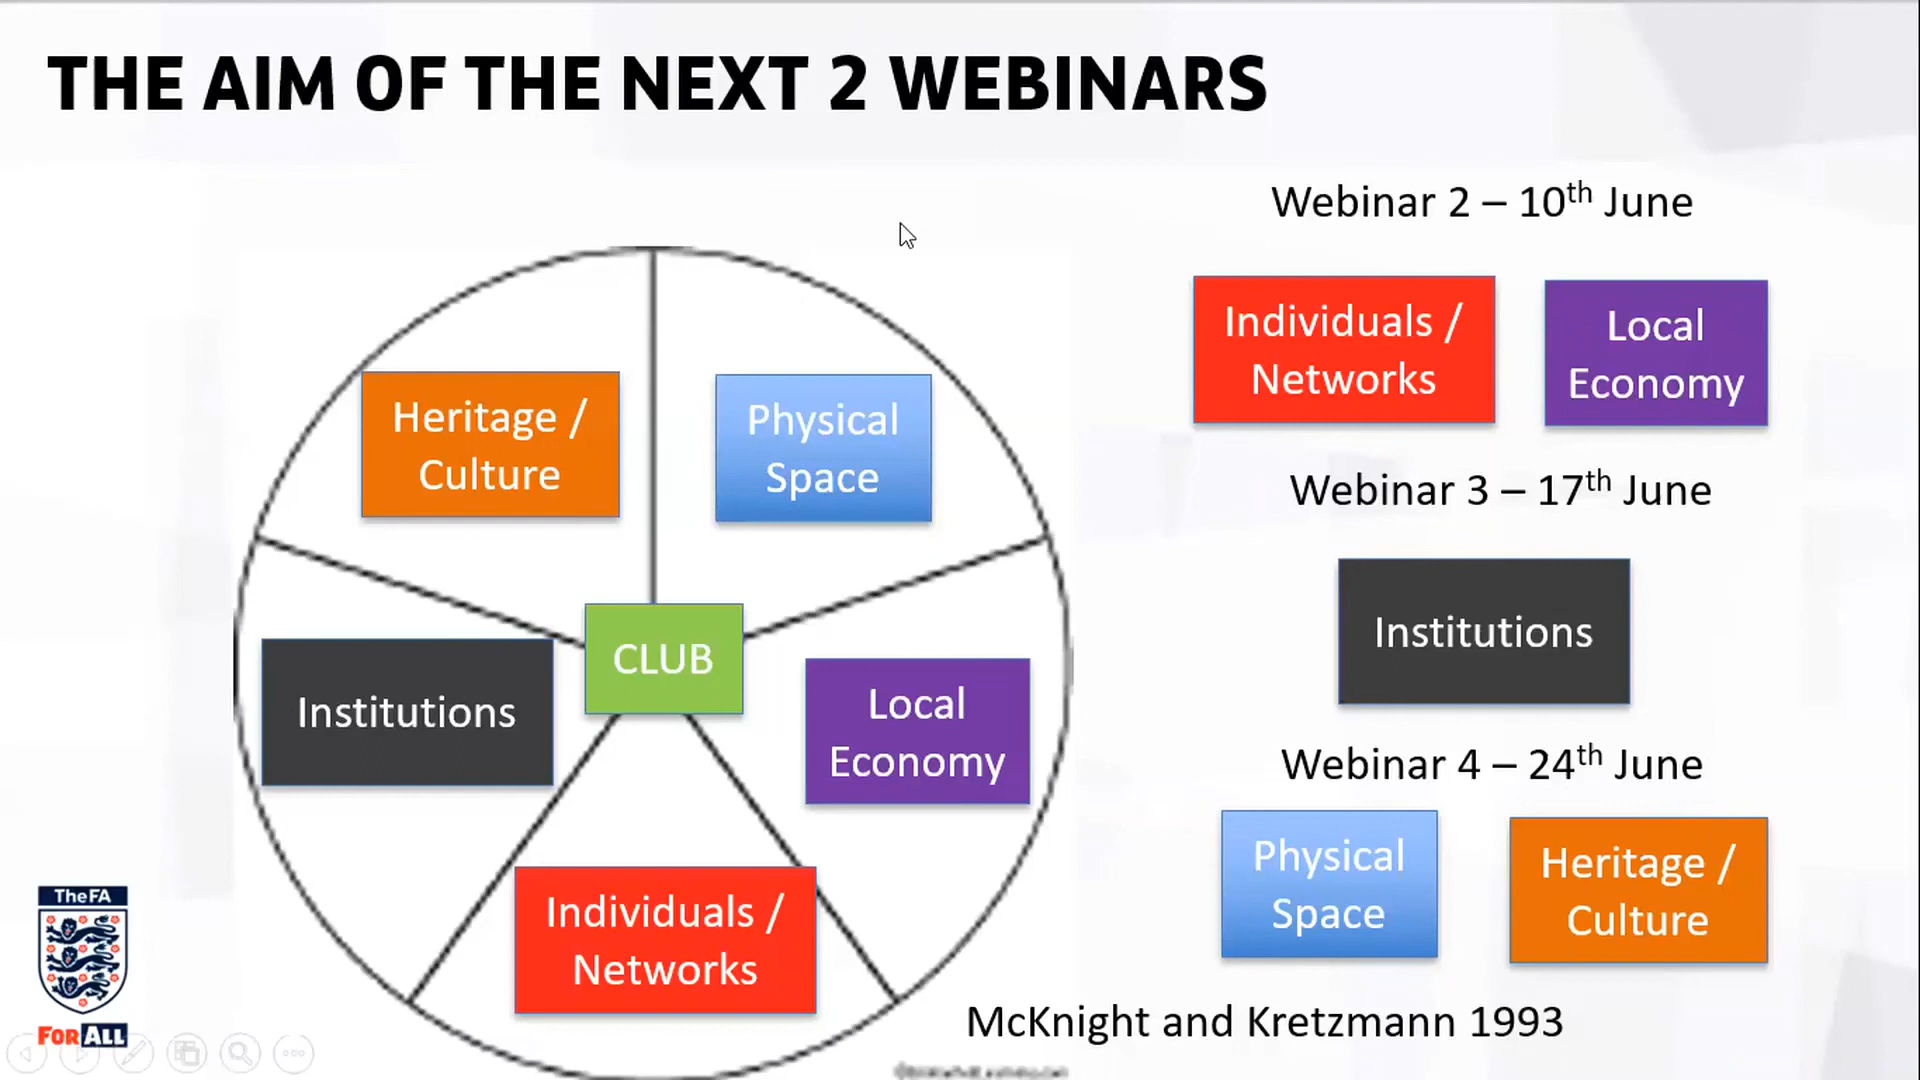 THE AIM OF THE NEXT 2 WEBINARS
Heritage /
Culture
Physical
Space
CLUB
Institutions
Local
Economy
Individuals /
Networks
Webinar 2 – 10th June
Individuals /
Networks
Local
Economy
Webinar 3 – 17th June
Institutions
Webinar 4 – 24th June
Physical
Space
Heritage /
Culture
McKnight and Kretzmann 1993
The FA
FOR ALL